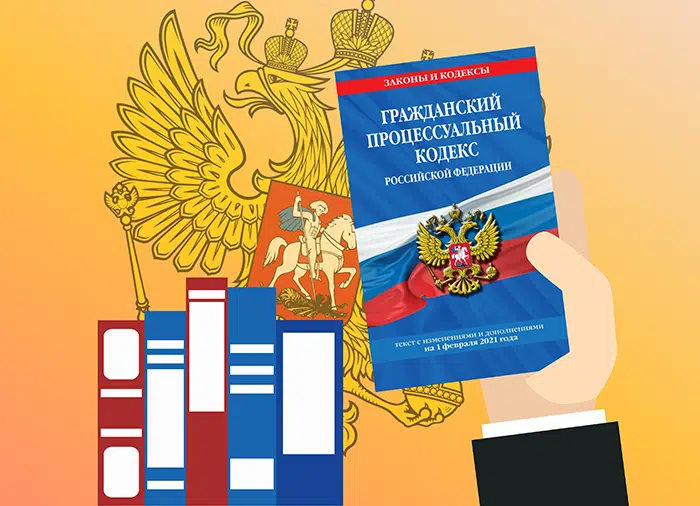 ЗАКОНЫ И КОДЕКСЫ
ГРАЖДАНСКИЙ
ПРОЦЕССУАЛЬНЫЙ
КОДЕКС
РОССИЙСКОЙ ФЕДЕРАЦИИ
текст с изменениями и дополнениями
на 1 февраля 2021 года